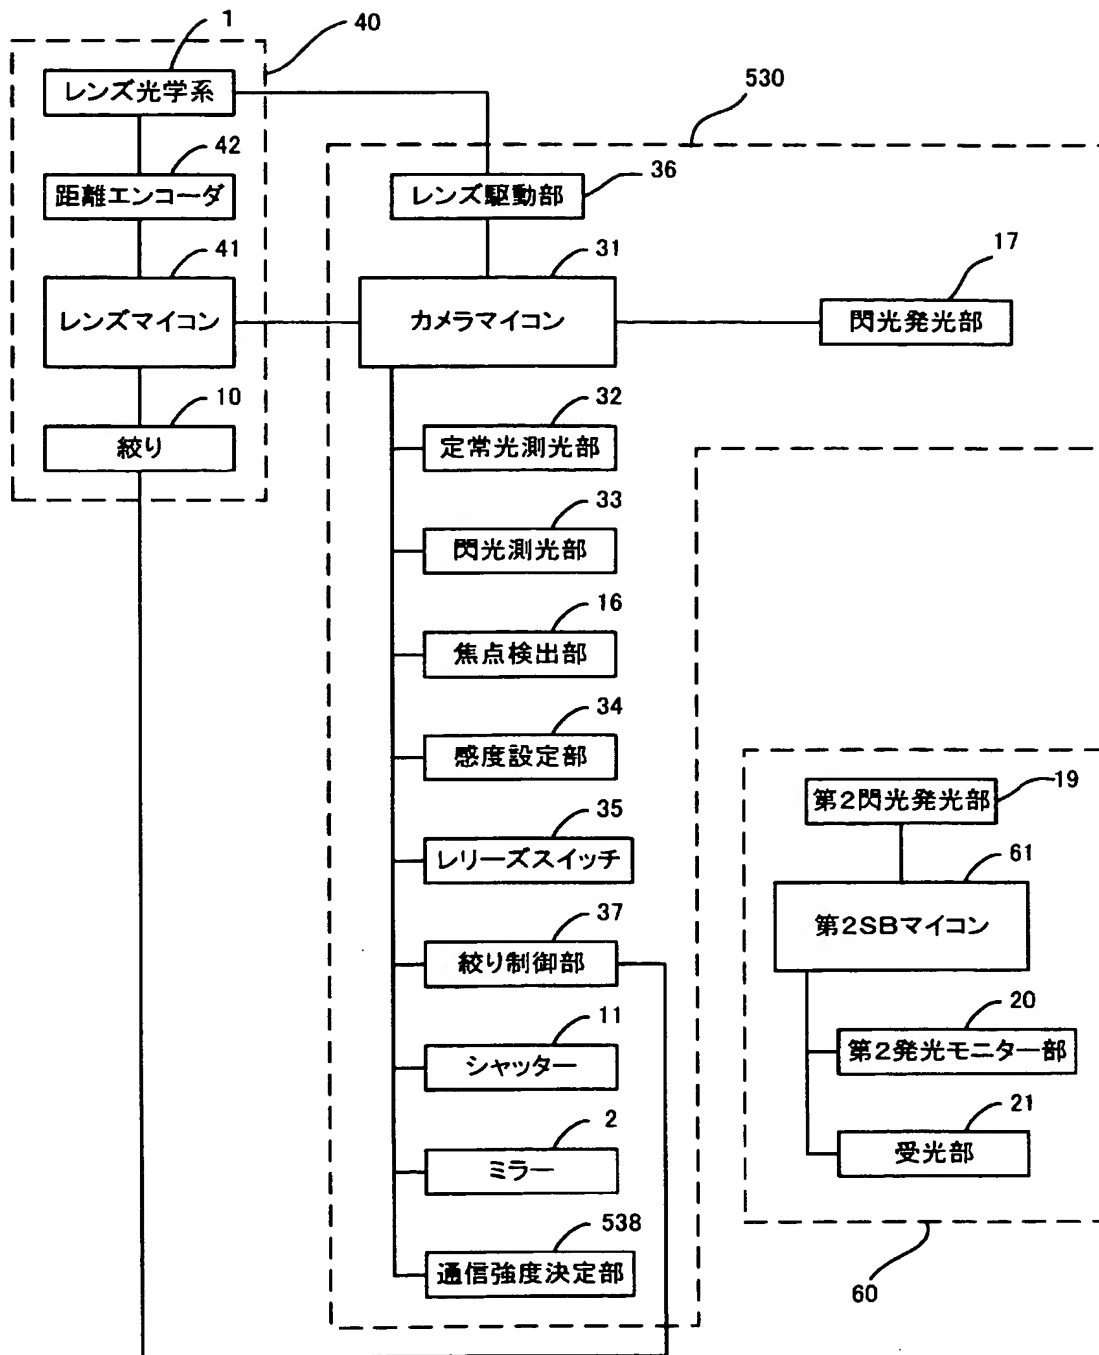 1
40
レンズ光学系
530
42
36
距離エンコーダ
レンズ駆動部
41
31
17
レンズマイコン
カメラマイコン
閃光発光部
10
絞り
32
定常光測光部
33
閃光測光部
16
焦点検出部
34
感度設定部
35
レリーズスイッチ
37
絞り制御部
11
シャッター
2
ミラー
538
通信強度決定部
第2閃光発光部
19
61
第2SBマイコン
20
第2発光モニター部
21
受光部
60